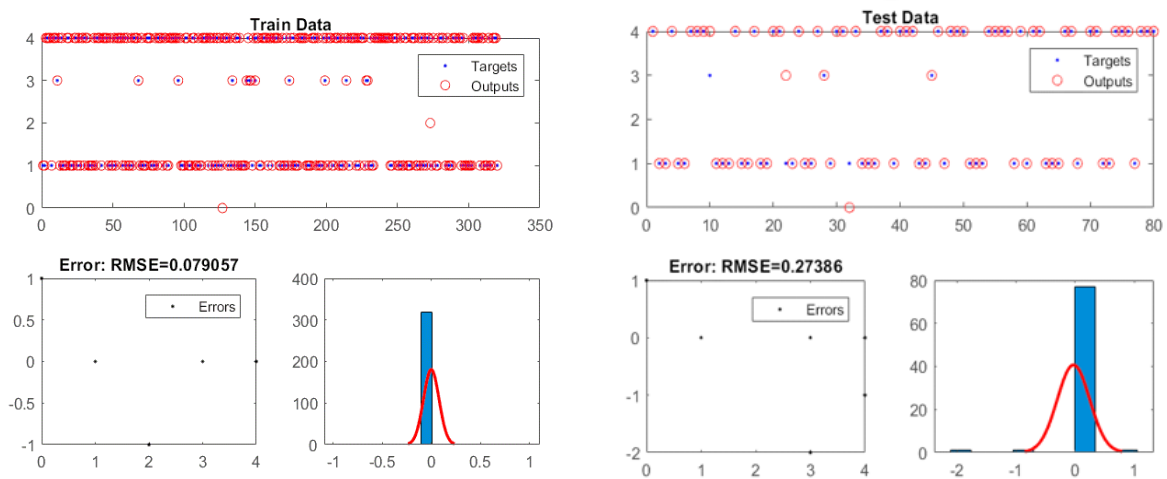 Train Data
4
3
2
1
0
0 50 100 150 200 250 300 350
Targets
Outputs
Test Data
4
3
2
1
0
0 10 20 30 40 50 60 70 80
Targets
Outputs
Error: RMSE=0.079057
1
0.5
0
-0.5
-1
0 1 2 3 4
Errors
400
300
200
100
0
-1 -0.5 0 0.5 1
Error: RMSE=0.27386
1
0
-1
-2
0 1 2 3 4
Errors
80
60
40
20
0
-2 -1 0 1